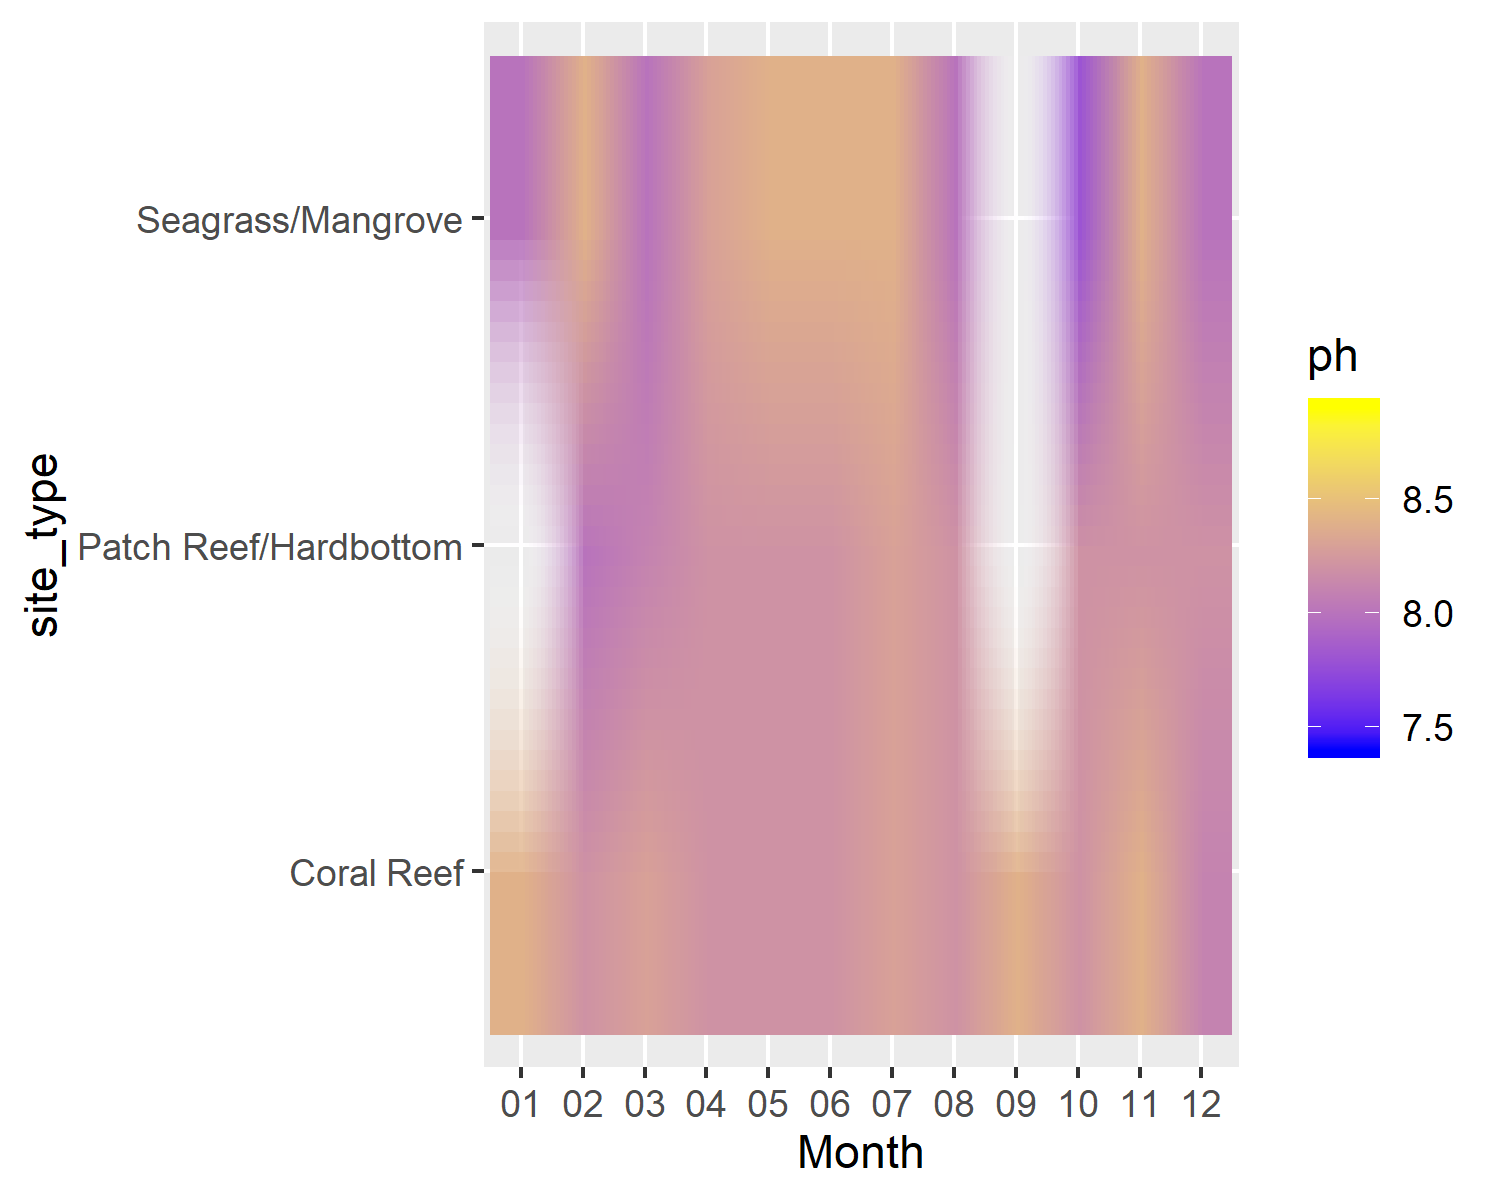 Seagrass/Mangrove
Patch Reef/Hardbottom
Coral Reef
site_type
01 02 03 04 05 06 07 08 09 10 11 12
Month
ph
8.5
8.0
7.5